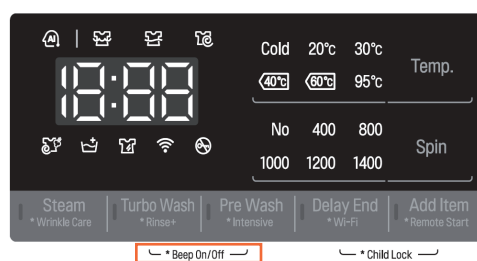 AI
Cold 20°c 30°c
40°c 60°c 95°c
Temp.
18:88
No 400 800
1000 1200 1400
Spin
Steam
* Wrinkle Care
Turbo Wash
* Rinse+
Pre Wash
* Intensive
Delay End
* Wi-Fi
Add Item
* Remote Start
* Beep On/Off
* Child Lock